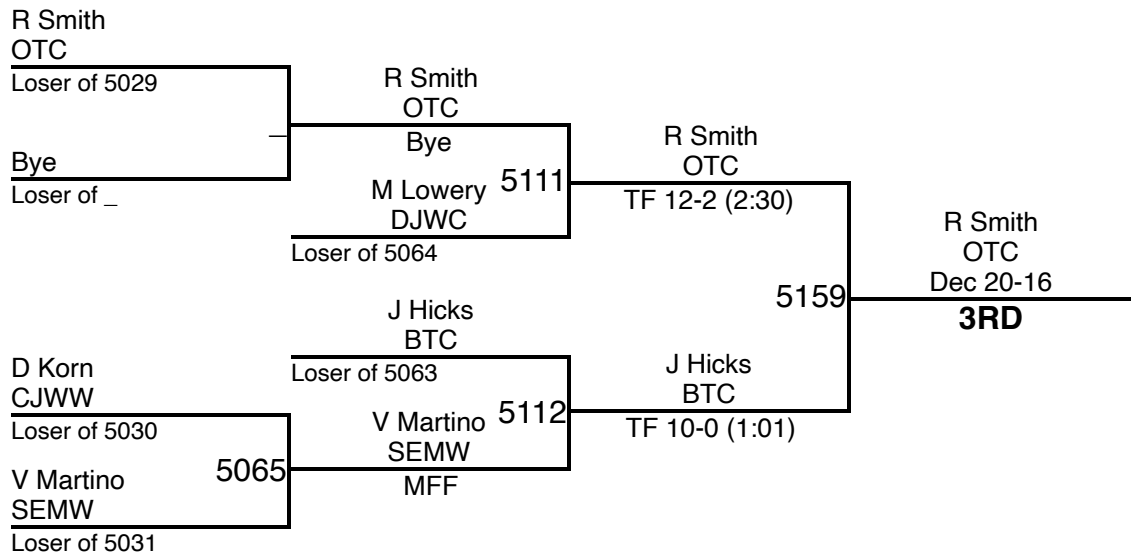 R Smith
OTC
Loser of 5029
_
Bye
Loser of _
R Smith
OTC
Bye
M Lowery
DJWC
Loser of 5064
5111
R Smith
OTC
TF 12-2 (2:30)
J Hicks
BTC
Loser of 5063
D Korn
CJWW
Loser of 5030
5065
V Martino
SEMW
Loser of 5031
V Martino
SEMW
MFF
5112
J Hicks
BTC
TF 10-0 (1:01)
5159
R Smith
OTC
Dec 20-16
3RD